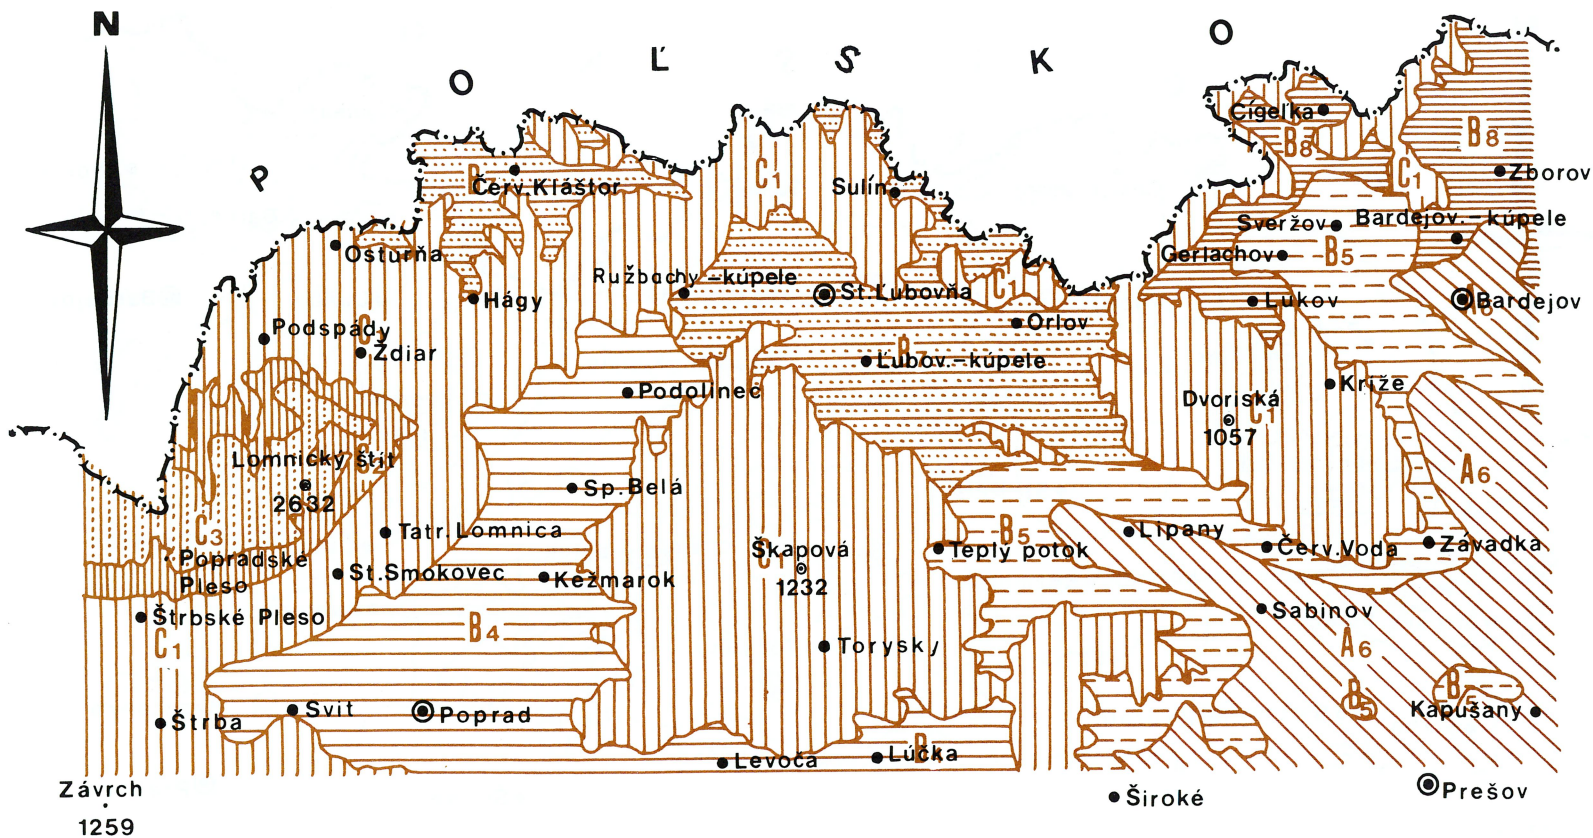 N
P
O
Ľ
S
K
O
Cígeľka
B8
B8
Zborov
Červ.Kláštor
C1
Sulín
C1
Sveržov
Bardejov.–kúpele
Osturňa
Gerlachov
B5
Ružbachy –kúpele
Hágy
St.Ľubovňa
C1
Lukov
Bardejov
Podspády
Ždiar
Orlov
Ľubov.–kúpele
Podolinec
Kríže
Dvoriská
C1
1057
Lomnický štít
C2
2632
A6
Sp.Belá
C3
Tatr.Lomnica
B5
Lipany
Škapová
Teplý potok
Červ.Voda
Závadka
Popradské
Pleso
St.Smokovec
Kežmarok
1232
Štrbské Pleso
Sabinov
C1
B4
Torysky
A6
Svit
Poprad
B5
B5
Kapušany
Štrba
Levoča
Lúčka
Závrch
1259
Široké
Prešov